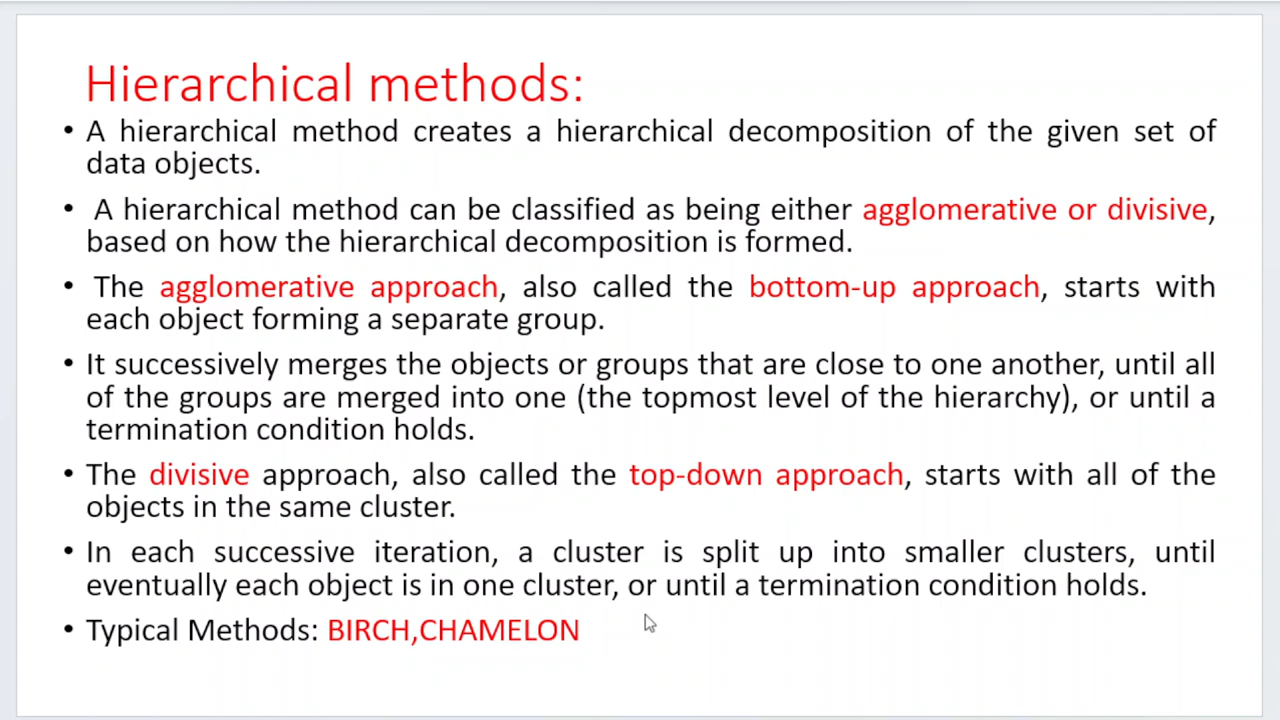 Hierarchical methods:
• A hierarchical method creates a hierarchical decomposition of the given set of
data objects.
• A hierarchical method can be classified as being either agglomerative or divisive,
based on how the hierarchical decomposition is formed.
• The agglomerative approach, also called the bottom-up approach, starts with
each object forming a separate group.
• It successively merges the objects or groups that are close to one another, until all
of the groups are merged into one (the topmost level of the hierarchy), or until a
termination condition holds.
• The divisive approach, also called the top-down approach, starts with all of the
objects in the same cluster.
• In each successive iteration, a cluster is split up into smaller clusters, until
eventually each object is in one cluster, or until a termination condition holds.
• Typical Methods: BIRCH,CHAMELON